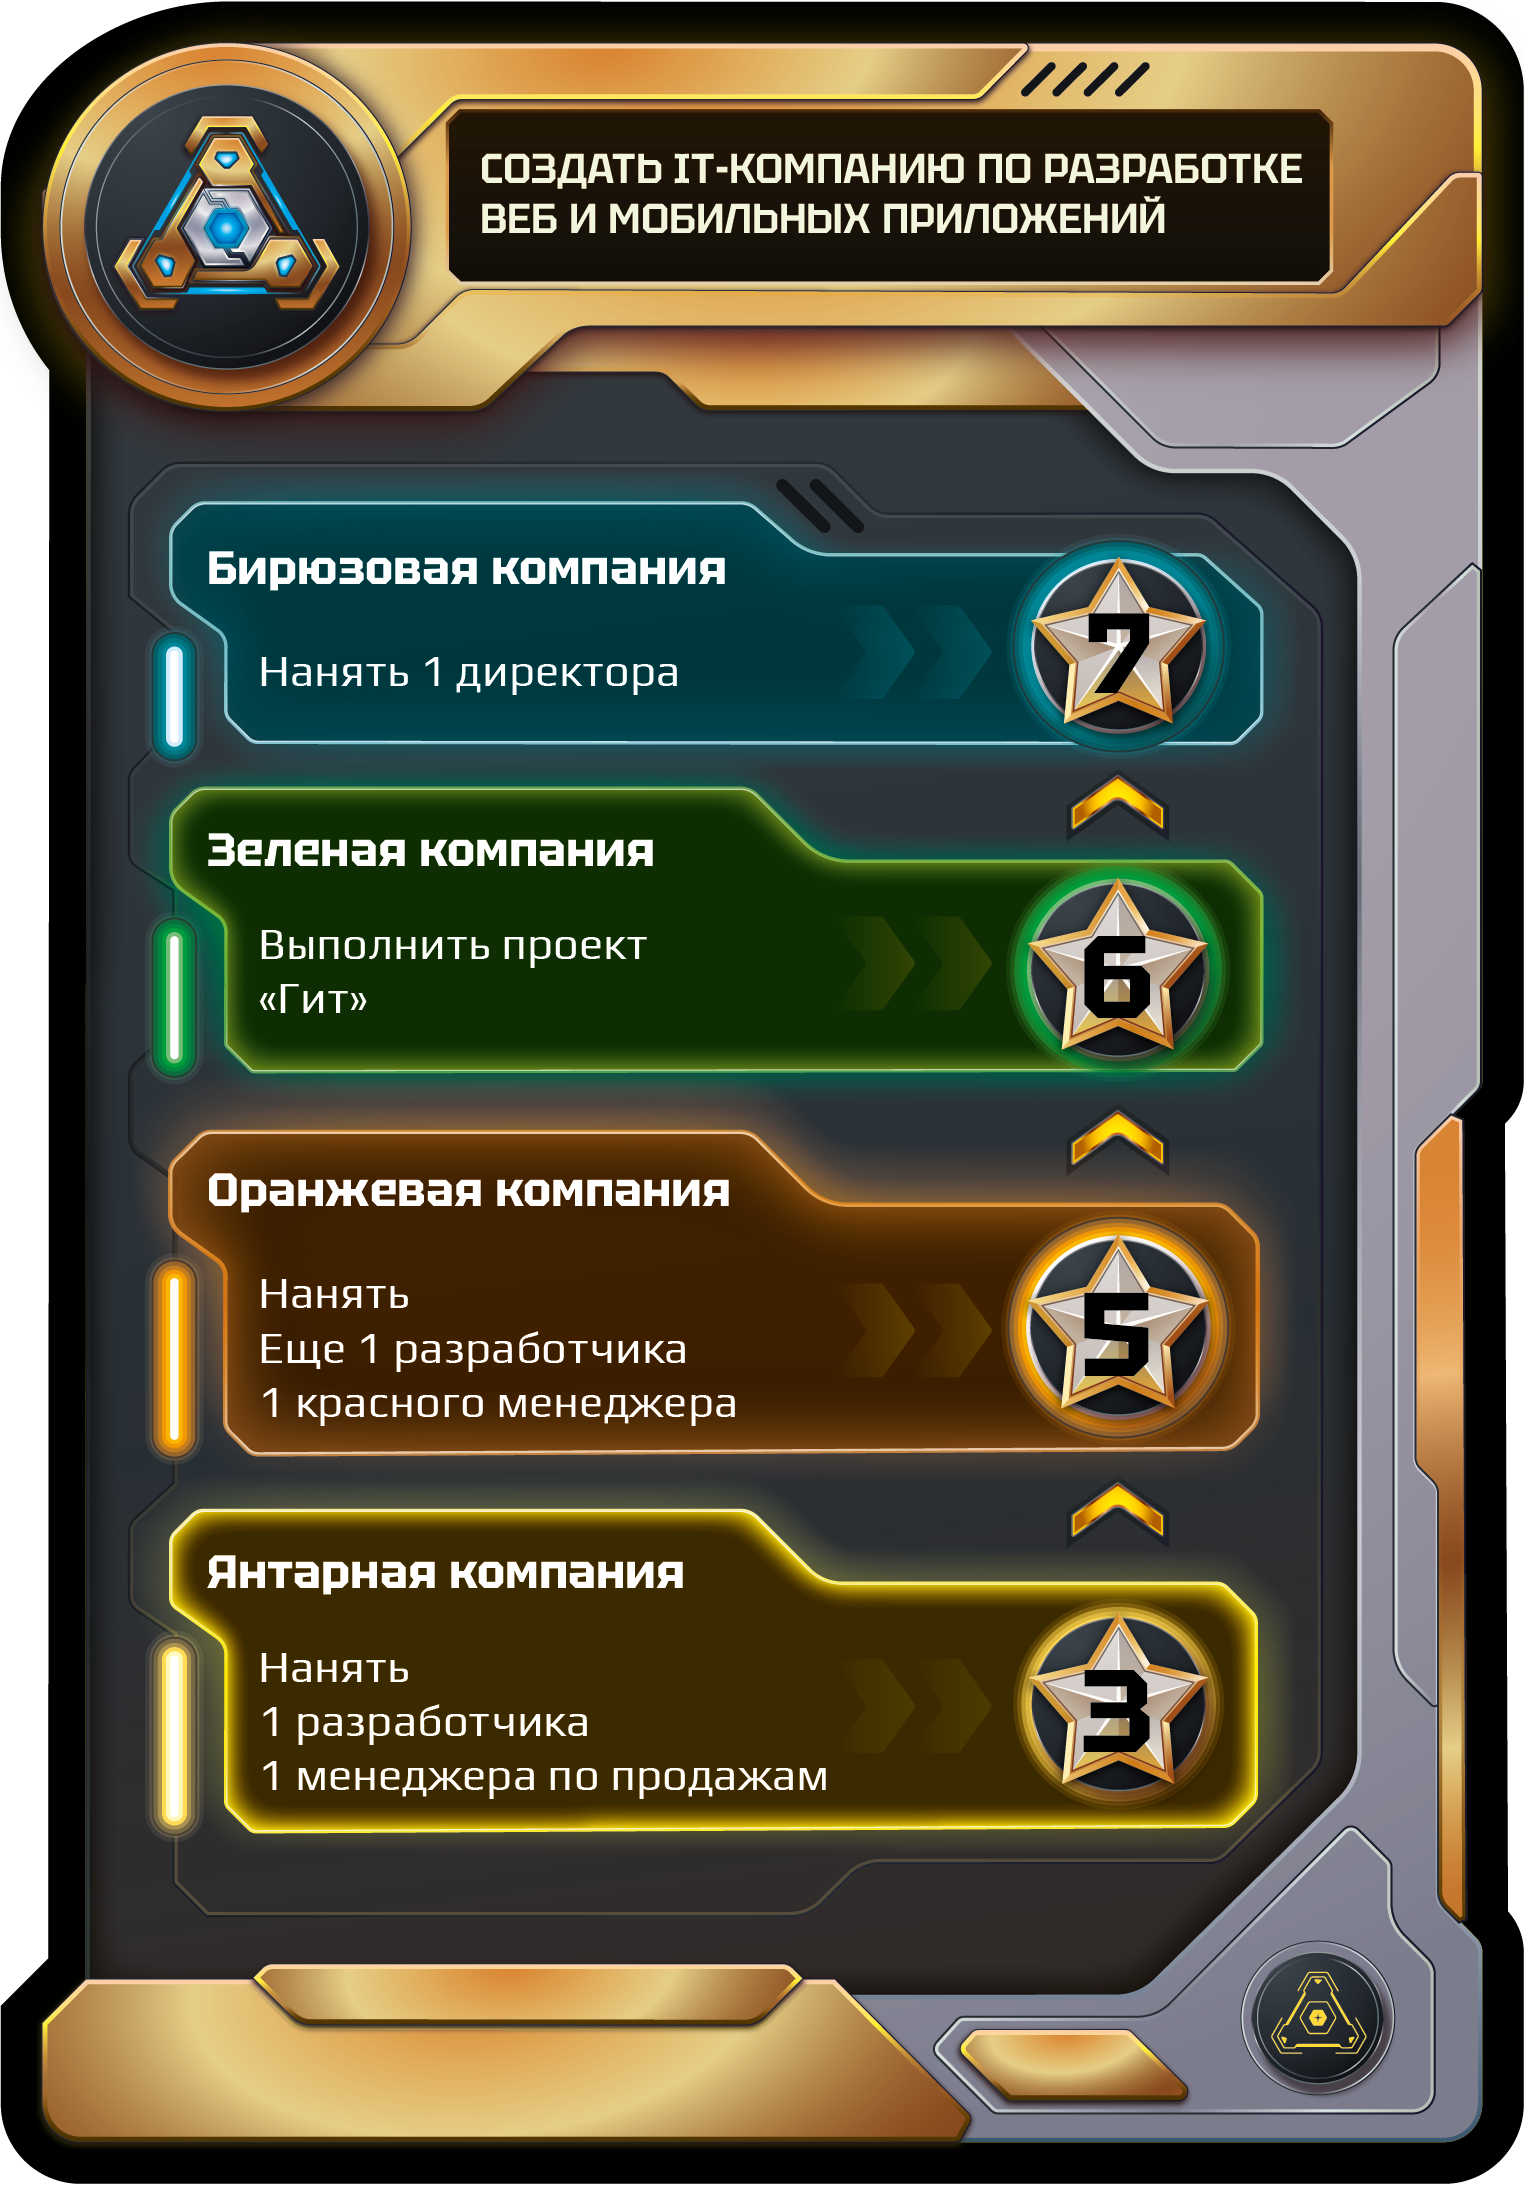 СОЗДАТЬ IT-КОМПАНИЮ ПО РАЗРАБОТКЕ
ВЕБ И МОБИЛЬНЫХ ПРИЛОЖЕНИЙ
Бирюзовая компания
Нанять 1 директора
7
Зеленая компания
Выполнить проект
«Гит»
6
Оранжевая компания
Нанять
Еще 1 разработчика
1 красного менеджера
5
Янтарная компания
Нанять
1 разработчика
1 менеджера по продажам
3